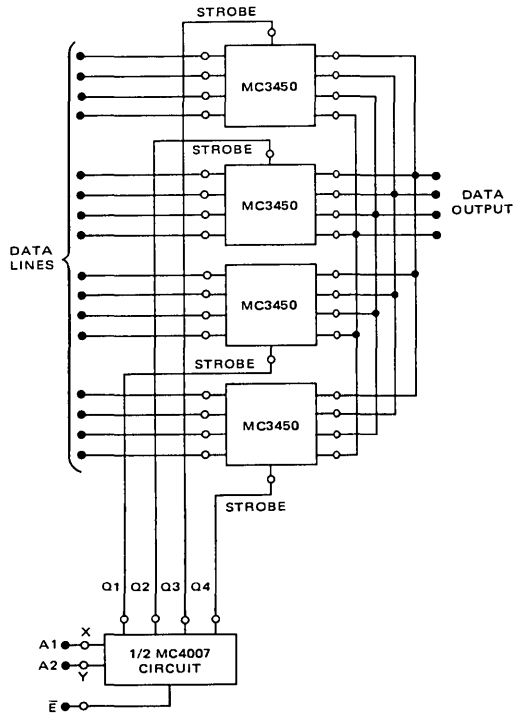 STROBE
MC3450
STROBE
MC3450
DATA
OUTPUT
DATA
LINES
MC3450
STROBE
MC3450
STROBE
Q1 Q2 Q3 Q4
X
A1
1/2 MC4007
CIRCUIT
A2
Y
E̅